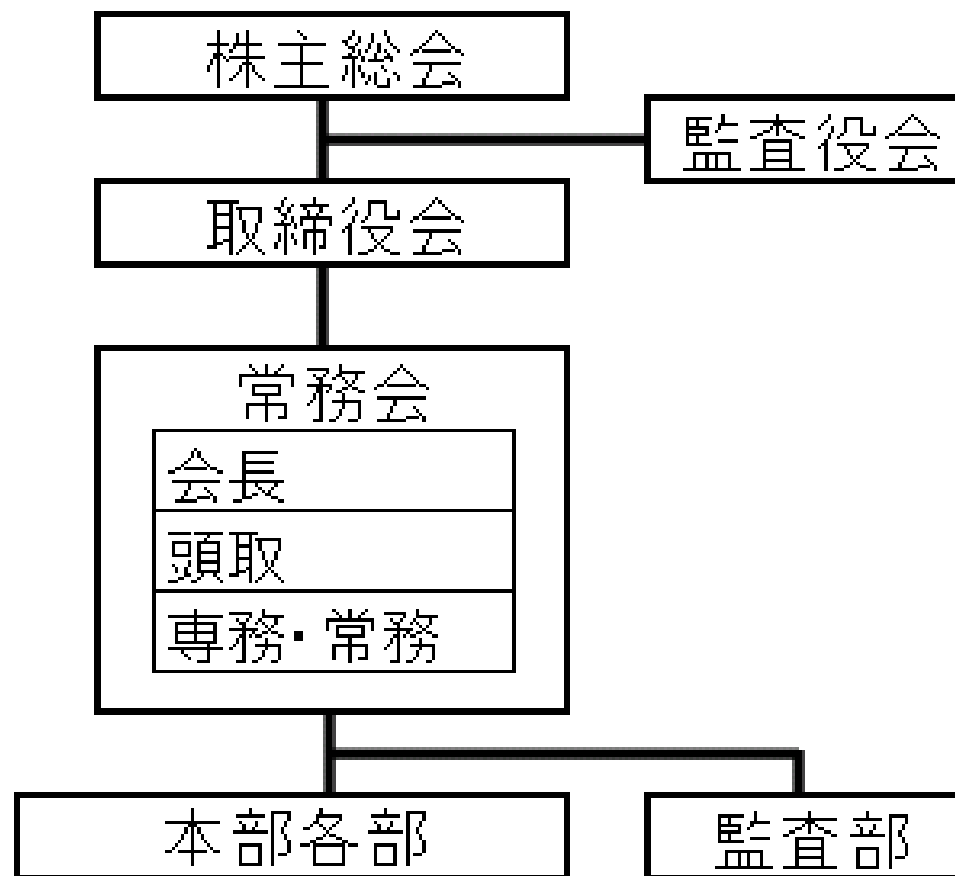 株主総会
監査役会
取締役会
常務会
会長
頭取
専務・常務
本部各部
監査部